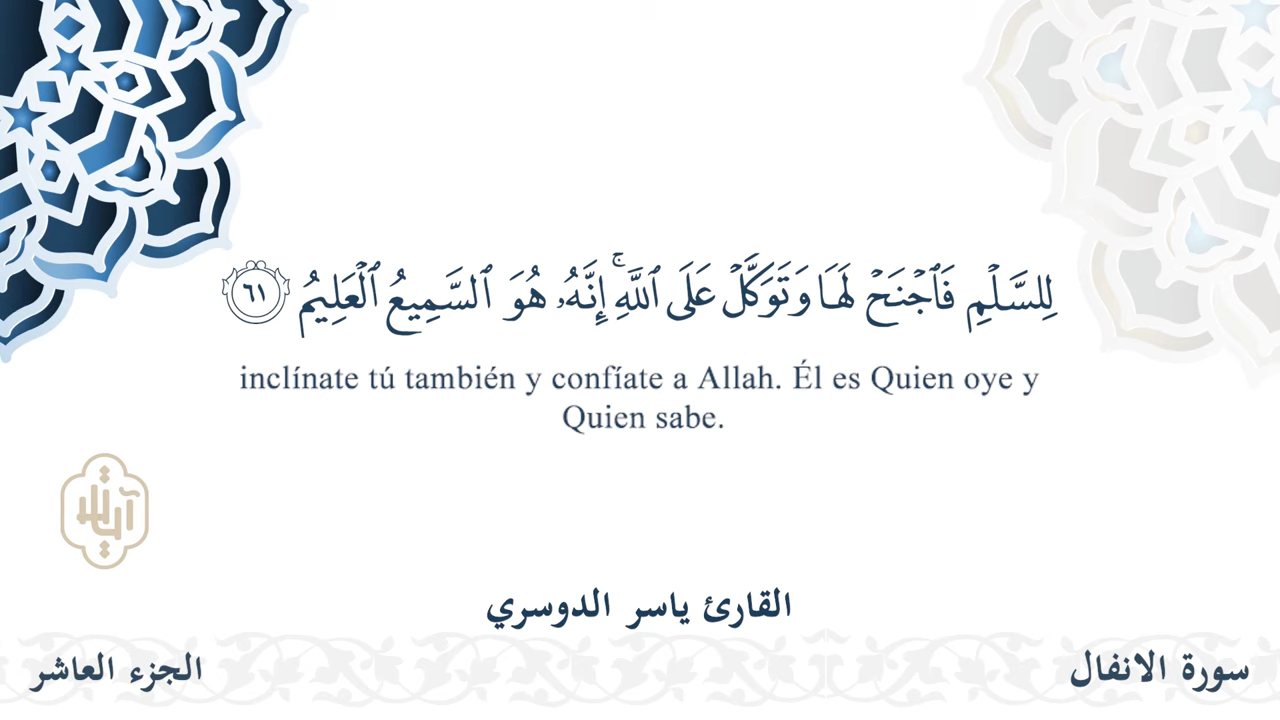 لِلسَّلْمِ فَٱجْنَحْ لَهَا وَتَوَكَّلْ عَلَى ٱللَّهِ ۚ إِنَّهُۥ هُوَ ٱلسَّمِيعُ ٱلْعَلِيمُ ٦١
inclínate tú también y confíate a Allah. Él es Quien oye y
Quien sabe.
القارئ ياسر الدوسري
سورة الانفال
الجزء العاشر